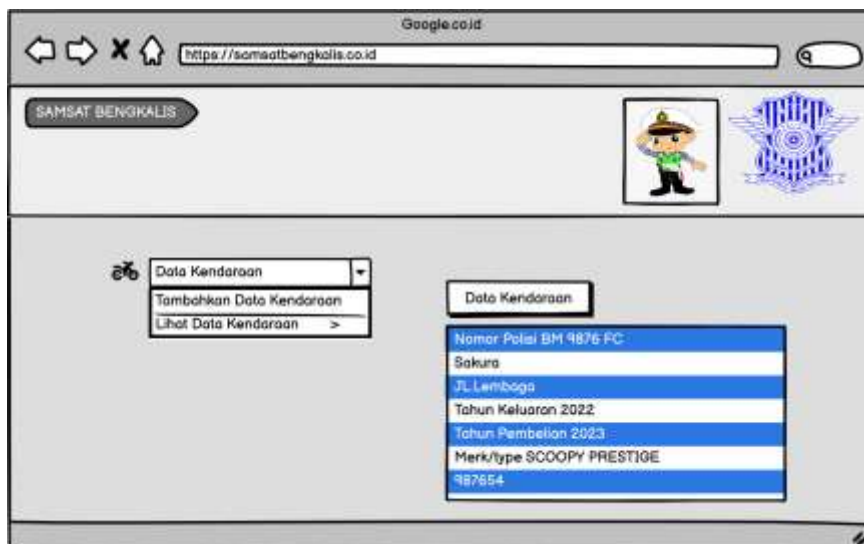 Google.co.id
https://samsatbengkalis.co.id
SAMSAT BENGKALIS
Data Kendaraan
Tambahkan Data Kendaraan
Lihat Data Kendaraan >
Data Kendaraan
Nomor Polisi BM 9876 FC
Sakura
JL.Lembaga
Tahun Keluaran 2022
Tahun Pembelian 2023
Merk/type SCOOPY PRESTIGE
987654